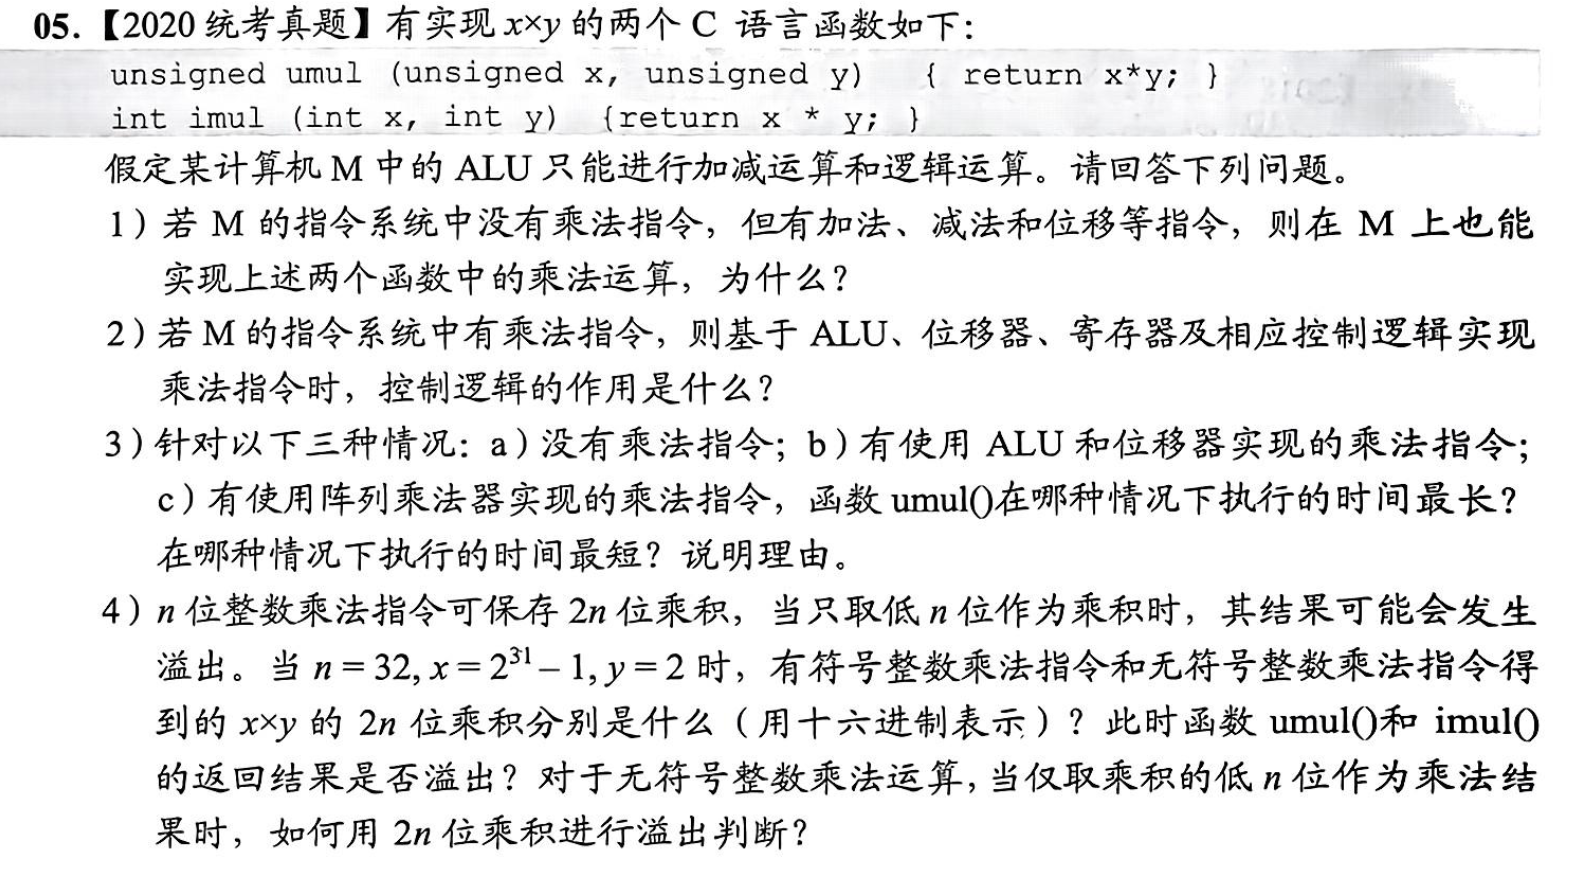 05.【2020 统考真题】有实现 x×y 的两个 C 语言函数如下：
unsigned umul (unsigned x, unsigned y) { return x*y; }
int imul (int x, int y) {return x * y; }
假定某计算机 M 中的 ALU 只能进行加减运算和逻辑运算。请回答下列问题。
1）若 M 的指令系统中没有乘法指令，但有加法、减法和位移等指令，则在 M 上也能
实现上述两个函数中的乘法运算，为什么？
2）若 M 的指令系统中有乘法指令，则基于 ALU、位移器、寄存器及相应控制逻辑实现
乘法指令时，控制逻辑的作用是什么？
3）针对以下三种情况：a）没有乘法指令；b）有使用 ALU 和位移器实现的乘法指令；
c）有使用阵列乘法器实现的乘法指令，函数 umul()在哪种情况下执行的时间最长？
在哪种情况下执行的时间最短？说明理由。
4）n 位整数乘法指令可保存 2n 位乘积，当只取低 n 位作为乘积时，其结果可能会发生
溢出。当 n = 32, x = 2³¹ – 1, y = 2 时，有符号整数乘法指令和无符号整数乘法指令得
到的 x×y 的 2n 位乘积分别是什么（用十六进制表示）？此时函数 umul()和 imul()
的返回结果是否溢出？对于无符号整数乘法运算，当仅取乘积的低 n 位作为乘法结
果时，如何用 2n 位乘积进行溢出判断？